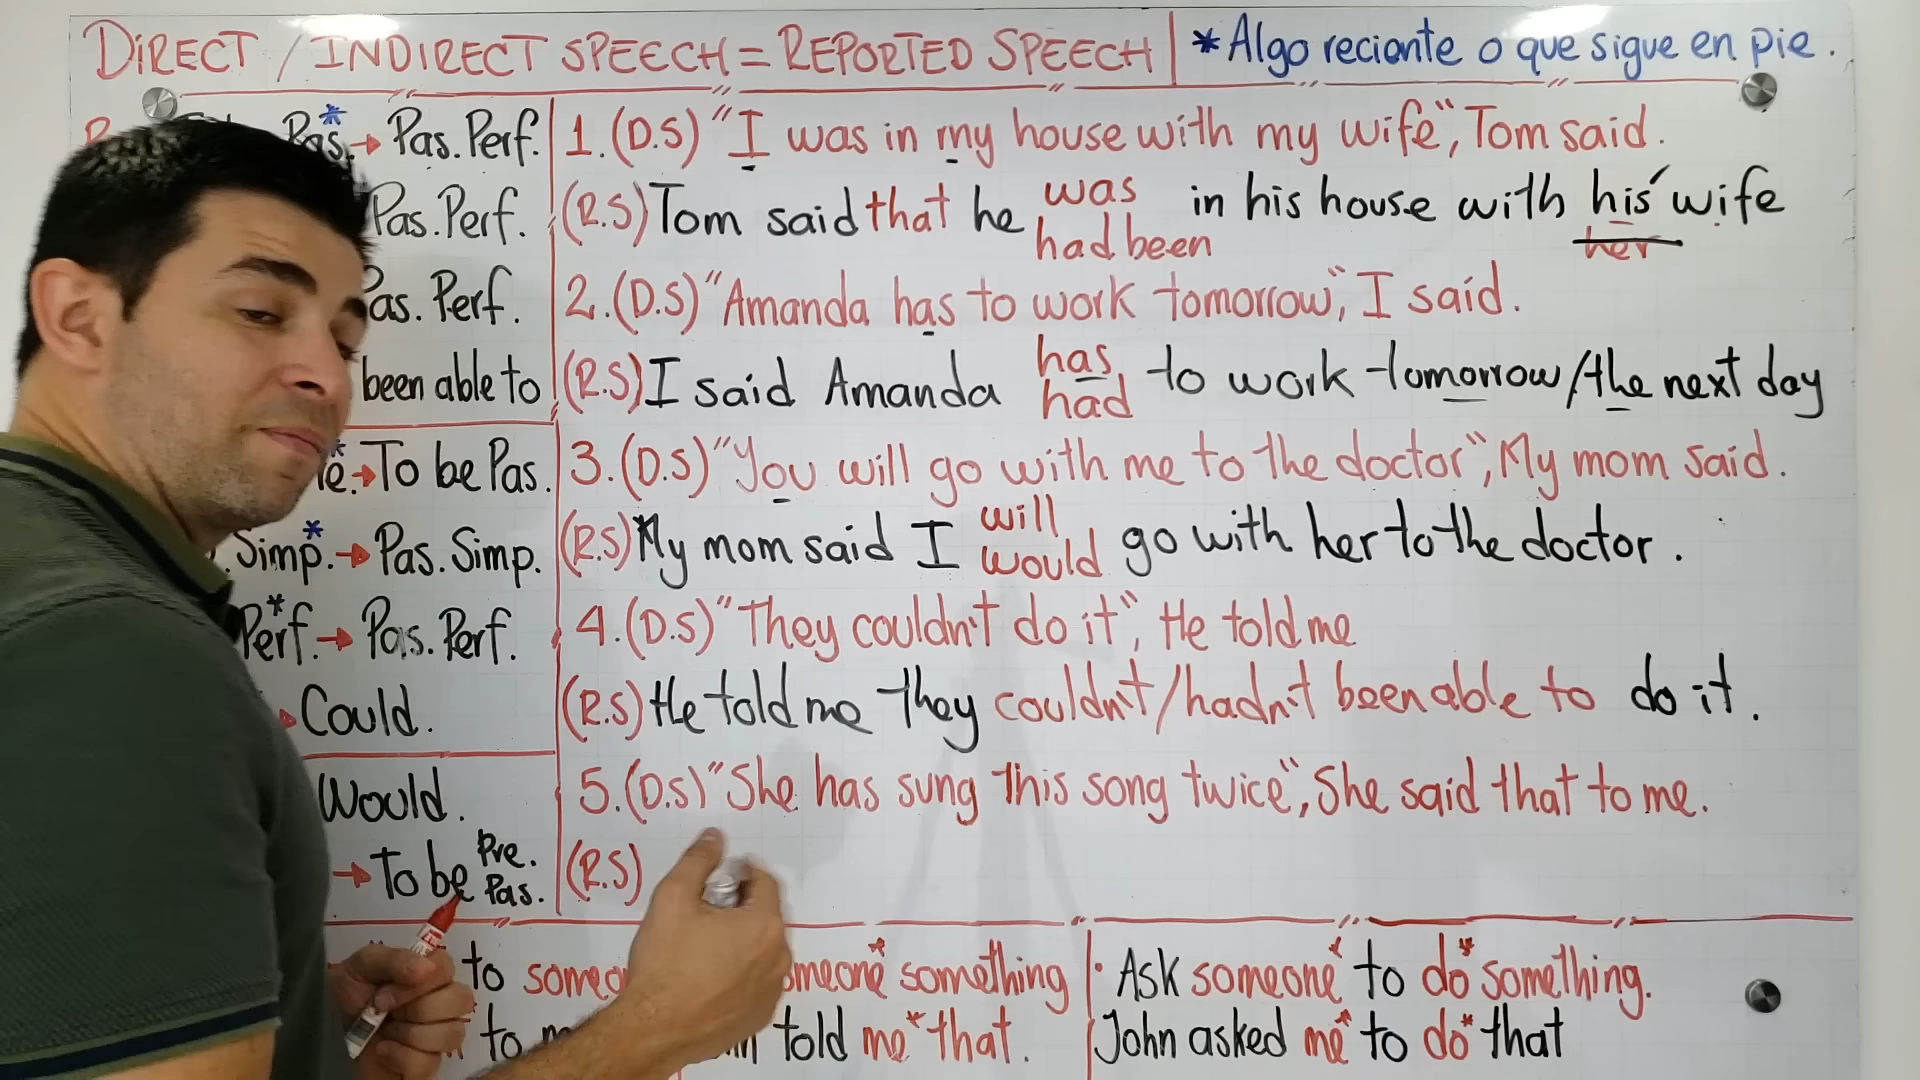 DIRECT / INDIRECT SPEECH = REPORTED SPEECH | * Algo reciente o que sigue en pie.
Pas.* → Pas. Perf.
Pas. Perf.
Pas. Perf.
been able to
→ To be Pas.
Simp.* → Pas. Simp.
Perf.* → Pas. Perf.
Could.
Would.
→ To be Pre. Pas.
1. (D.S) "I was in my house with my wife", Tom said.
(R.S) Tom said that he was / had been in his house with his wife her
2. (D.S) "Amanda has to work tomorrow", I said.
(R.S) I said Amanda has / had to work tomorrow / the next day
3. (D.S) "You will go with me to the doctor", My mom said.
(R.S) My mom said I will / would go with her to the doctor.
4. (D.S) "They couldn't do it", He told me
(R.S) He told me they couldn't / hadn't been able to do it.
5. (D.S) "She has sung this song twice", She said that to me.
(R.S)
to something
· Ask someone* to do* something.
to told me* that.
John asked me* to do* that